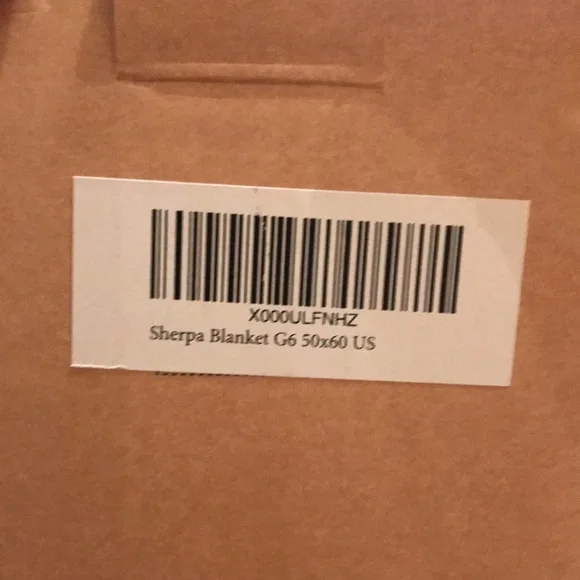 X000ULFNHZ
Sherpa Blanket G6 50x60 US